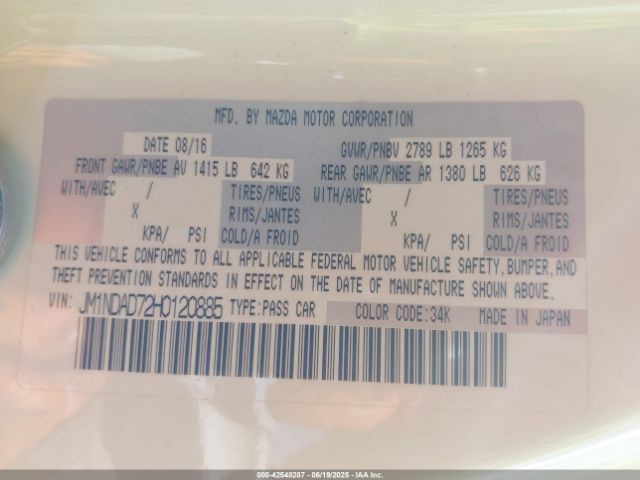 MFD. BY MAZDA MOTOR CORPORATION
DATE 08/16 GVWR/PNBV 2789 LB 1265 KG
FRONT GAWR/PNBE AV 1415 LB 642 KG REAR GAWR/PNBE AR 1380 LB 626 KG
WITH/AVEC / TIRES/PNEUS WITH/AVEC / TIRES/PNEUS
X RIMS/JANTES X RIMS/JANTES
KPA/ PSI COLD/A FROID KPA/ PSI COLD/A FROID
THIS VEHICLE CONFORMS TO ALL APPLICABLE FEDERAL MOTOR VEHICLE SAFETY, BUMPER, AND
THEFT PREVENTION STANDARDS IN EFFECT ON THE DATE OF MANUFACTURE SHOWN ABOVE.
VIN: JM1NDAD72H0120885 TYPE:PASS CAR COLOR CODE:34K MADE IN JAPAN
000-42548287 - 06/19/2025 - IAA Inc.